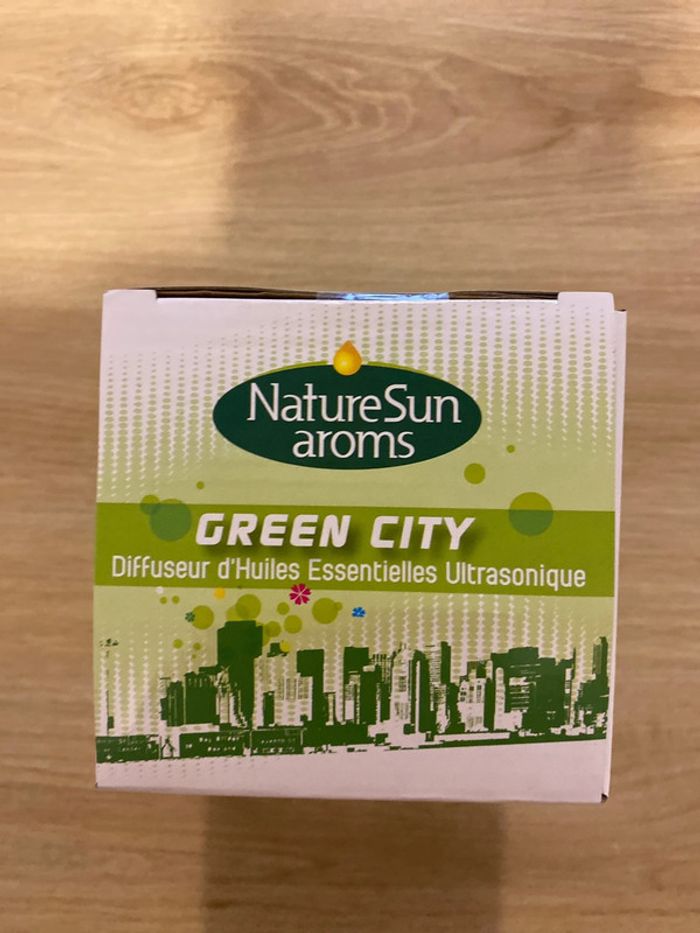 NatureSun
aroms
GREEN CITY
Diffuseur d'Huiles Essentielles Ultrasonique